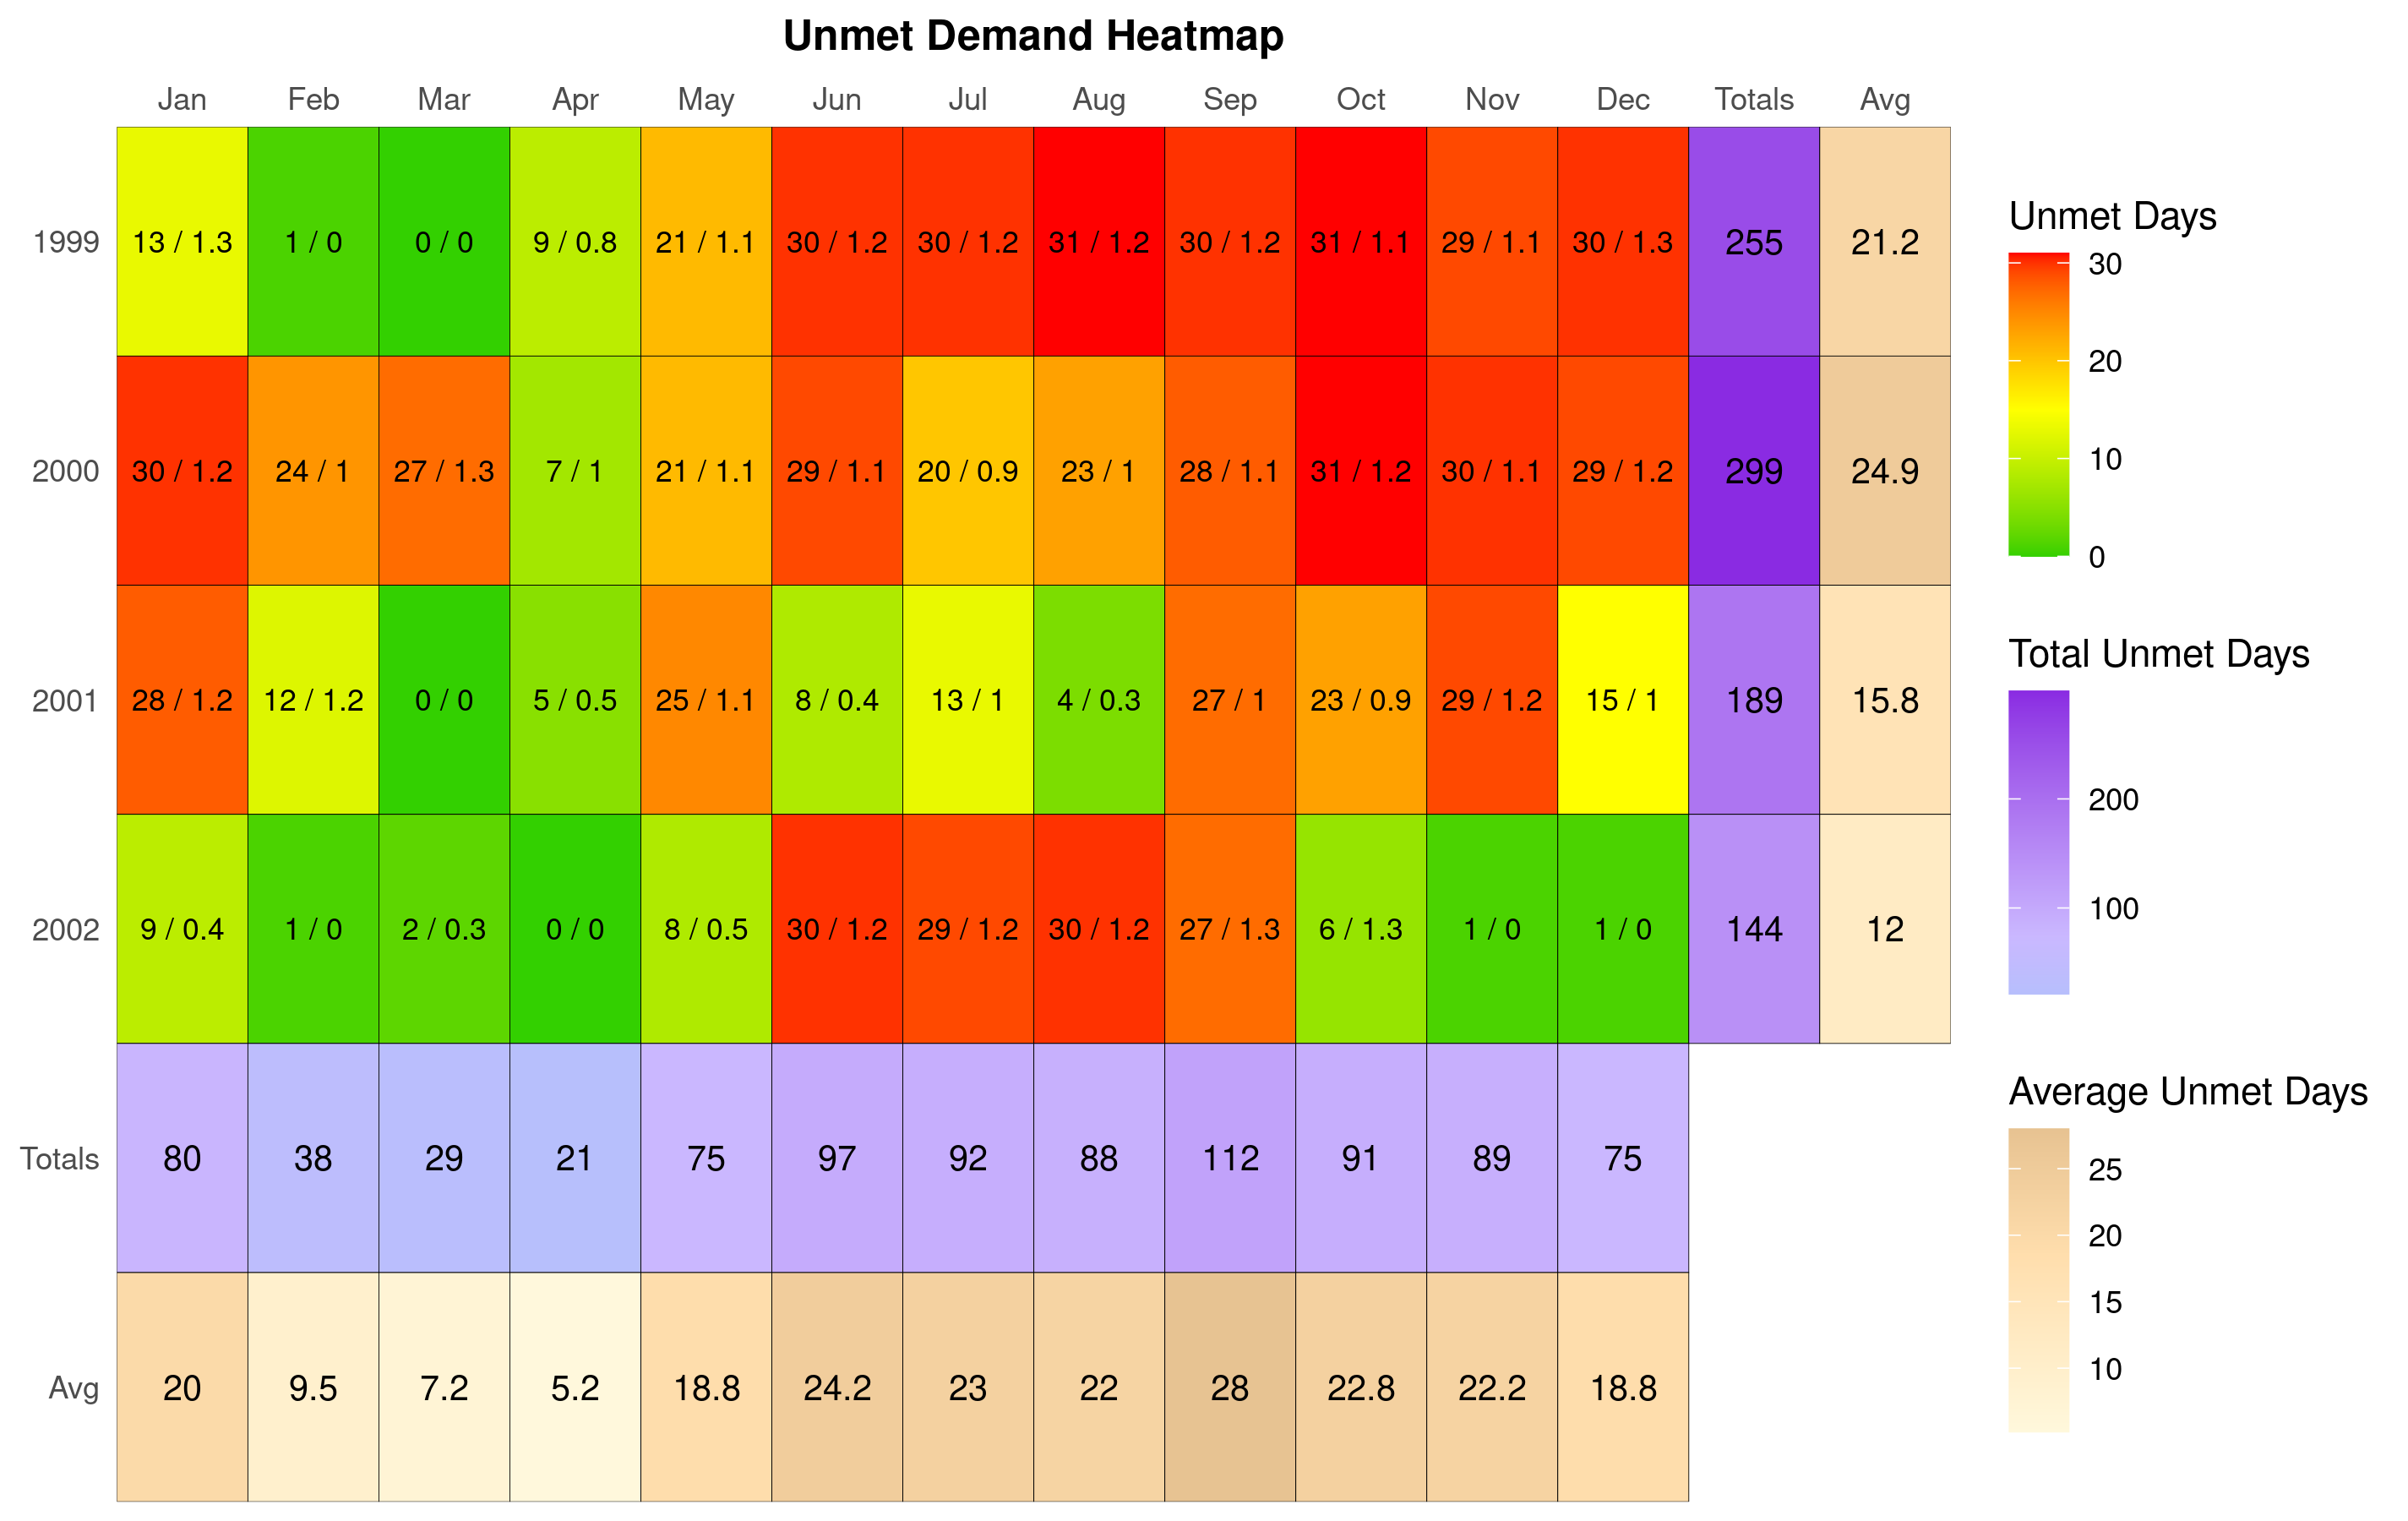 Unmet Demand Heatmap
Jan Feb Mar Apr May Jun Jul Aug Sep Oct Nov Dec Totals Avg
1999 13 / 1.3 1 / 0 0 / 0 9 / 0.8 21 / 1.1 30 / 1.2 30 / 1.2 31 / 1.2 30 / 1.2 31 / 1.1 29 / 1.1 30 / 1.3 255 21.2
2000 30 / 1.2 24 / 1 27 / 1.3 7 / 1 21 / 1.1 29 / 1.1 20 / 0.9 23 / 1 28 / 1.1 31 / 1.2 30 / 1.1 29 / 1.2 299 24.9
2001 28 / 1.2 12 / 1.2 0 / 0 5 / 0.5 25 / 1.1 8 / 0.4 13 / 1 4 / 0.3 27 / 1 23 / 0.9 29 / 1.2 15 / 1 189 15.8
2002 9 / 0.4 1 / 0 2 / 0.3 0 / 0 8 / 0.5 30 / 1.2 29 / 1.2 30 / 1.2 27 / 1.3 6 / 1.3 1 / 0 1 / 0 144 12
Totals 80 38 29 21 75 97 92 88 112 91 89 75
Avg 20 9.5 7.2 5.2 18.8 24.2 23 22 28 22.8 22.2 18.8
Unmet Days
30
20
10
0
Total Unmet Days
200
100
Average Unmet Days
25
20
15
10